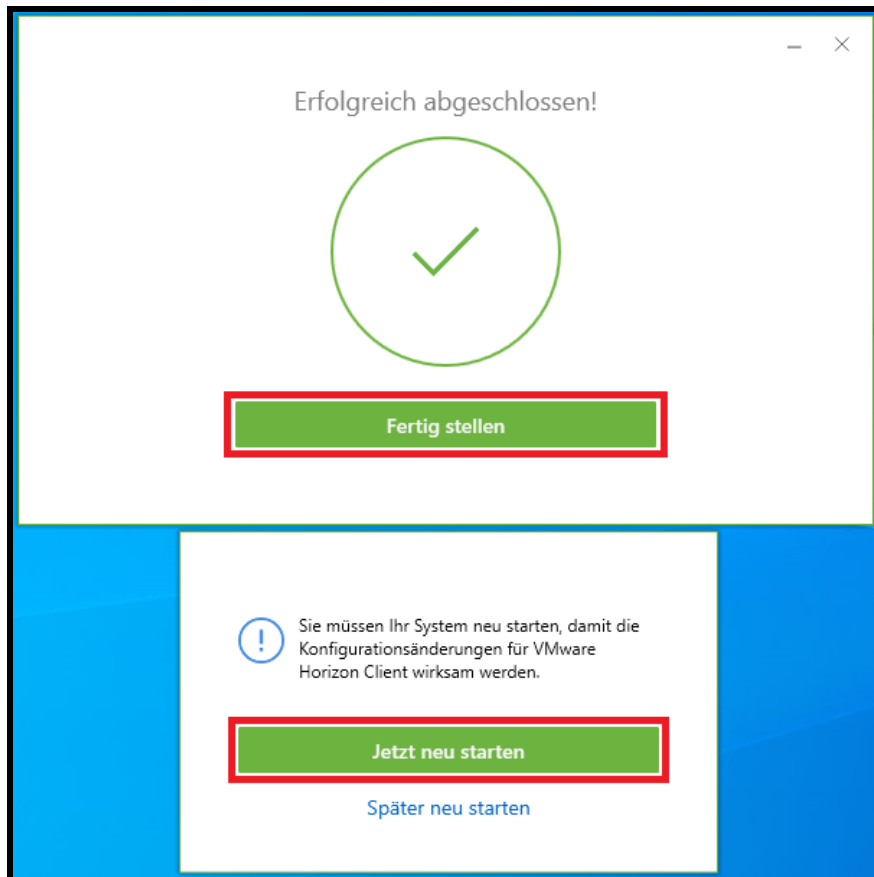 Erfolgreich abgeschlossen!
Fertig stellen
Sie müssen Ihr System neu starten, damit die
Konfigurationsänderungen für VMware
Horizon Client wirksam werden.
Jetzt neu starten
Später neu starten